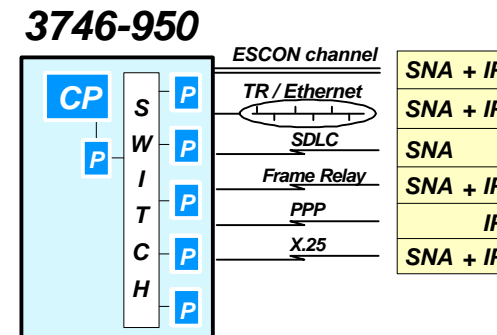 3746-950
ESCON channel
SNA + IP
CP
P
TR / Ethernet
SNA + IP
S
W
I
T
C
H
P
P
SDLC
SNA
P
Frame Relay
SNA + IP
PPP
IP
P
X.25
SNA + IP
P